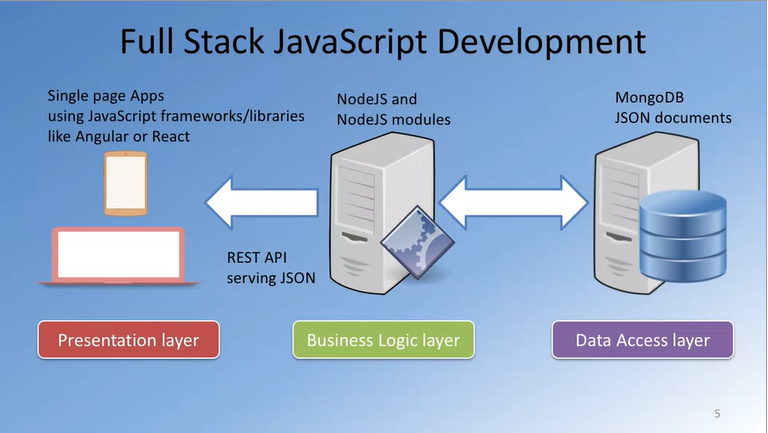 Full Stack JavaScript Development
Single page Apps
using JavaScript frameworks/libraries
like Angular or React
NodeJS and
NodeJS modules
MongoDB
JSON documents
REST API
serving JSON
Presentation layer
Business Logic layer
Data Access layer
5